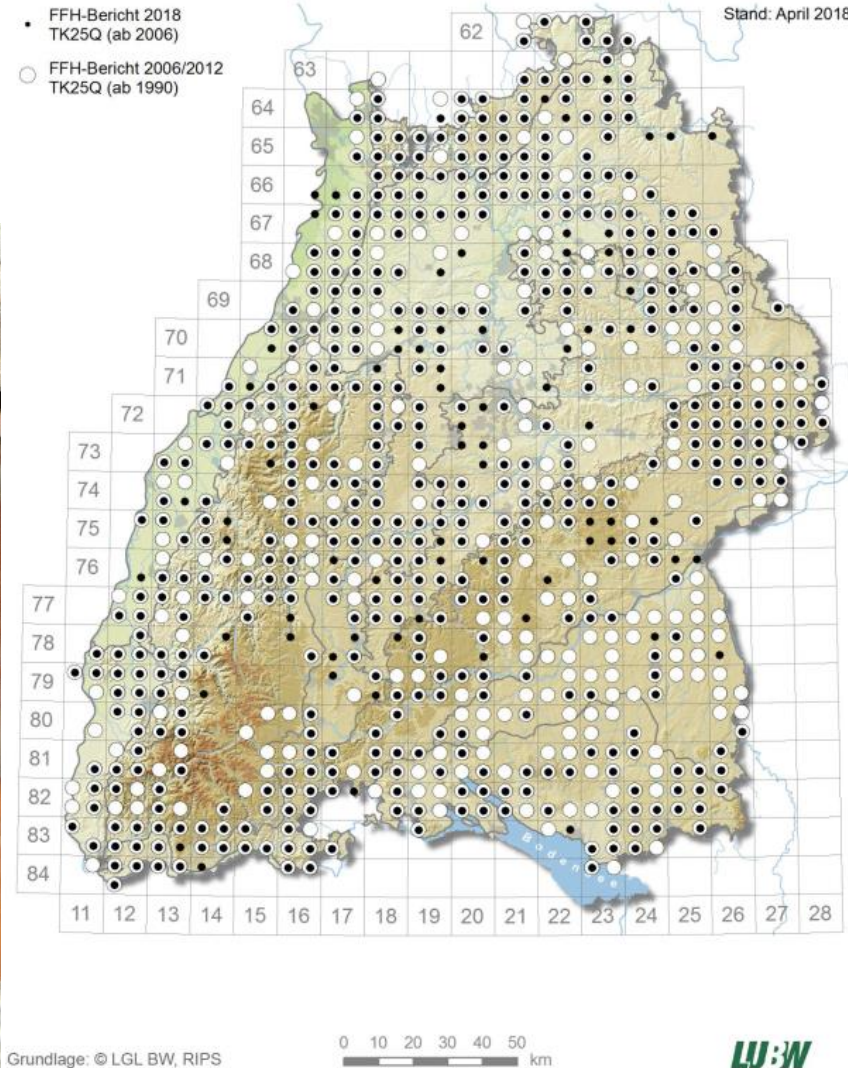 FFH-Bericht 2018
TK25Q (ab 2006)
FFH-Bericht 2006/2012
TK25Q (ab 1990)
Stand: April 2018
62
63
64
65
66
67
68
69
70
71
72
73
74
75
76
77
78
79
80
81
82
83
84
Bodensee
11 12 13 14 15 16 17 18 19 20 21 22 23 24 25 26 27 28
0 10 20 30 40 50
km
Grundlage: © LGL BW, RIPS
LUBW